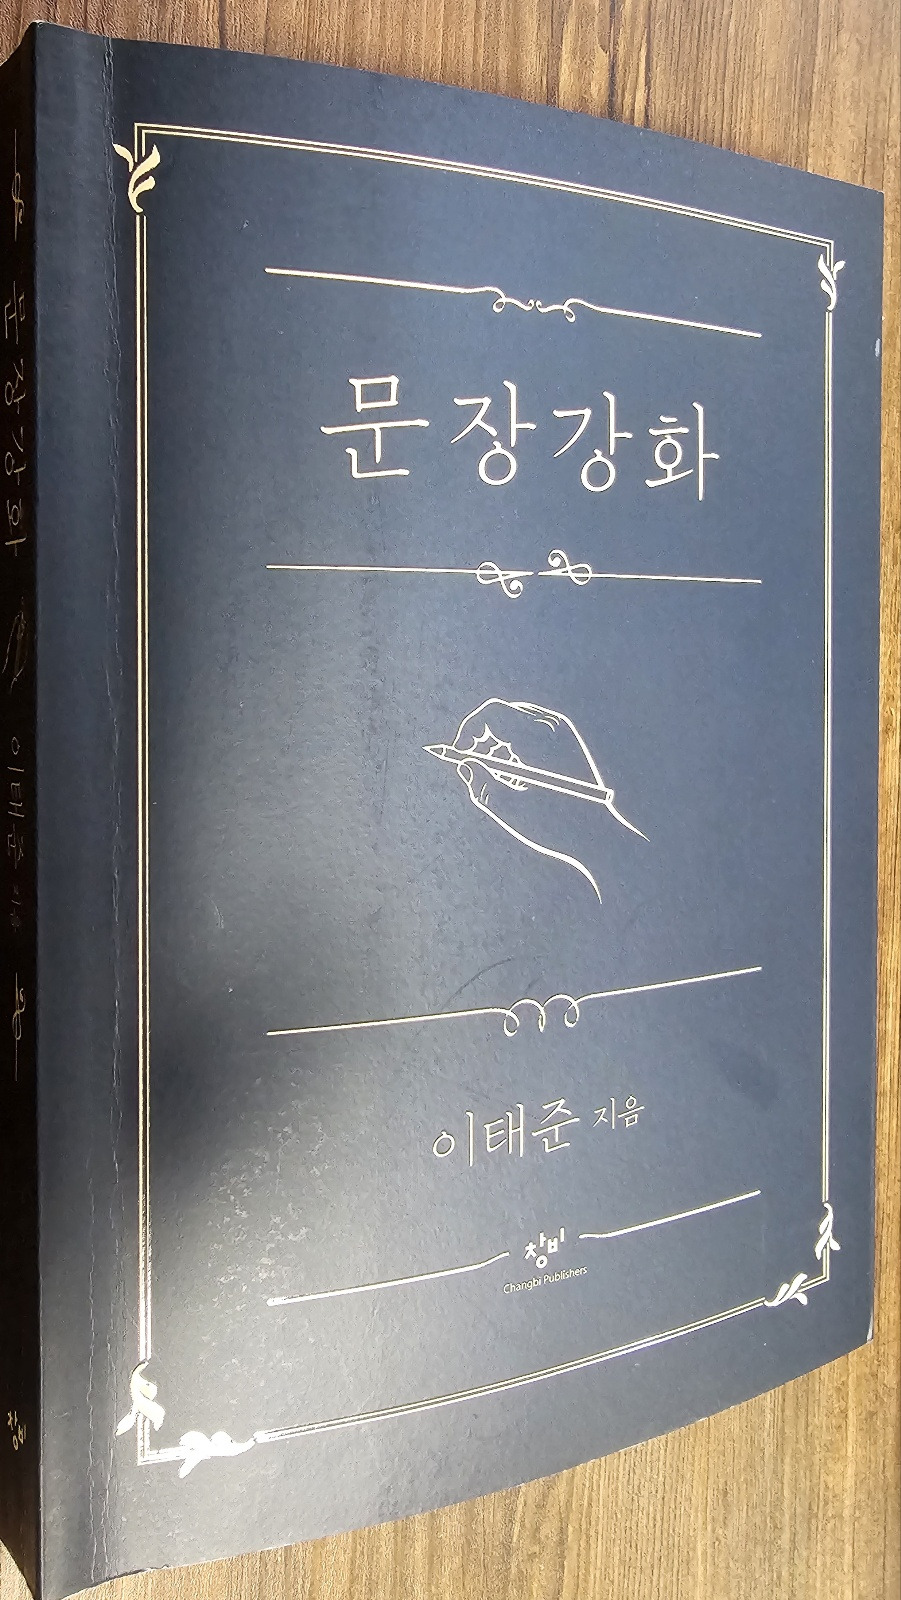 문장강화
이태준 지음
창비
Changbi Publishers
문장강화 이태준 지음
창비